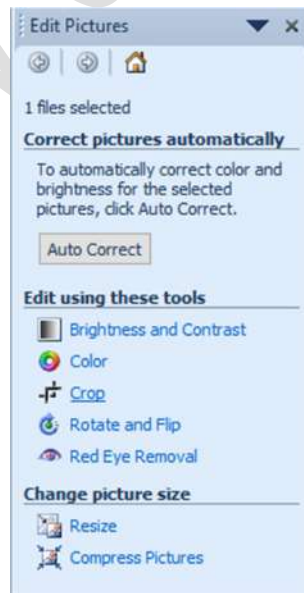 Edit Pictures
1 files selected
Correct pictures automatically
To automatically correct color and
brightness for the selected
pictures, click Auto Correct.
Auto Correct
Edit using these tools
Brightness and Contrast
Color
Crop
Rotate and Flip
Red Eye Removal
Change picture size
Resize
Compress Pictures